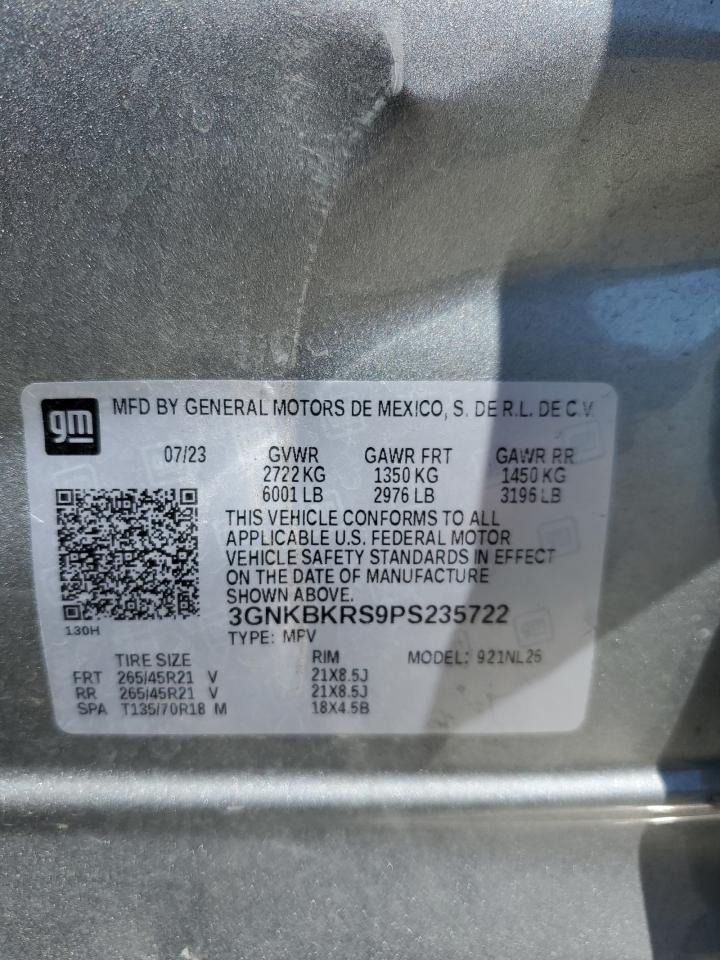 gm
MFD BY GENERAL MOTORS DE MEXICO, S. DE R.L. DE C.V.
07/23 GVWR GAWR FRT GAWR RR
2722 KG 1350 KG 1450 KG
6001 LB 2976 LB 3196 LB
THIS VEHICLE CONFORMS TO ALL
APPLICABLE U.S. FEDERAL MOTOR
VEHICLE SAFETY STANDARDS IN EFFECT
ON THE DATE OF MANUFACTURE
SHOWN ABOVE.
3GNKBKRS9PS235722
130H
TYPE: MPV
TIRE SIZE RIM MODEL: 921NL26
FRT 265/45R21 V 21X8.5J
RR 265/45R21 V 21X8.5J
SPA T135/70R18 M 18X4.5B